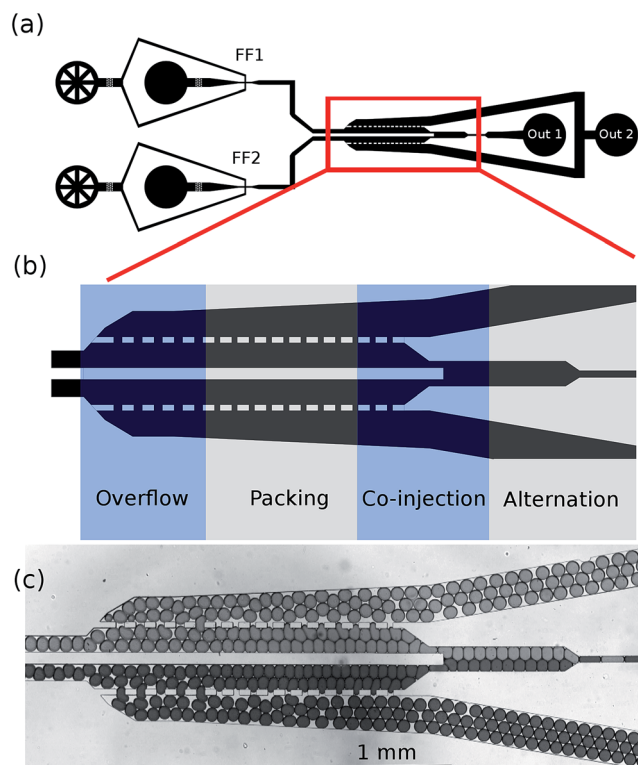 (a)
FF1
FF2
Out 1
Out 2
(b)
Overflow
Packing
Co-injection
Alternation
(c)
1 mm